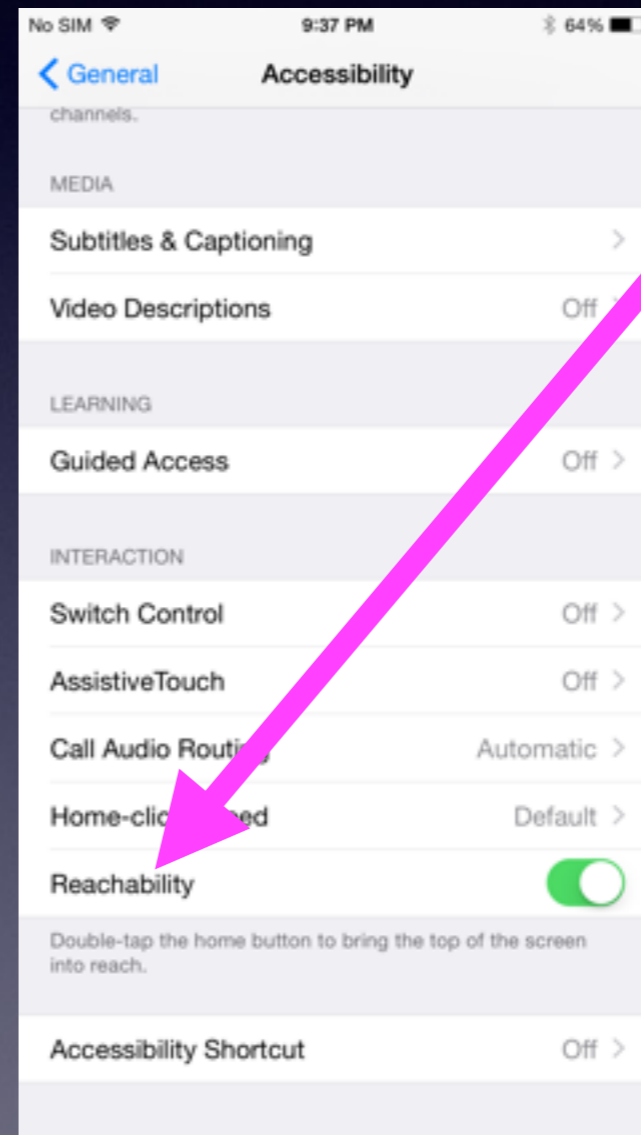 No SIM 9:37 PM 64%
General Accessibility
channels.
MEDIA
Subtitles & Captioning
Video Descriptions Off
LEARNING
Guided Access Off
INTERACTION
Switch Control Off
AssistiveTouch Off
Call Audio Automatic
Default
Reachability
Double-tap the home button to bring the top of the screen
into reach.
Accessibility Shortcut Off